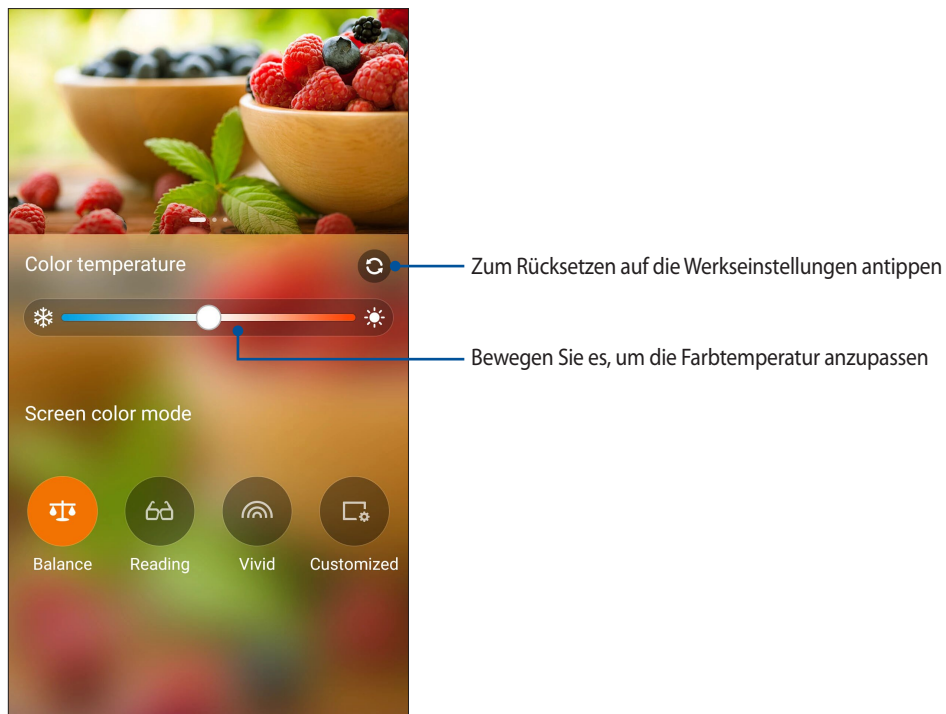 Color temperature
Zum Rücksetzen auf die Werkseinstellungen antippen
Bewegen Sie es, um die Farbtemperatur anzupassen
Screen color mode
Balance Reading Vivid Customized